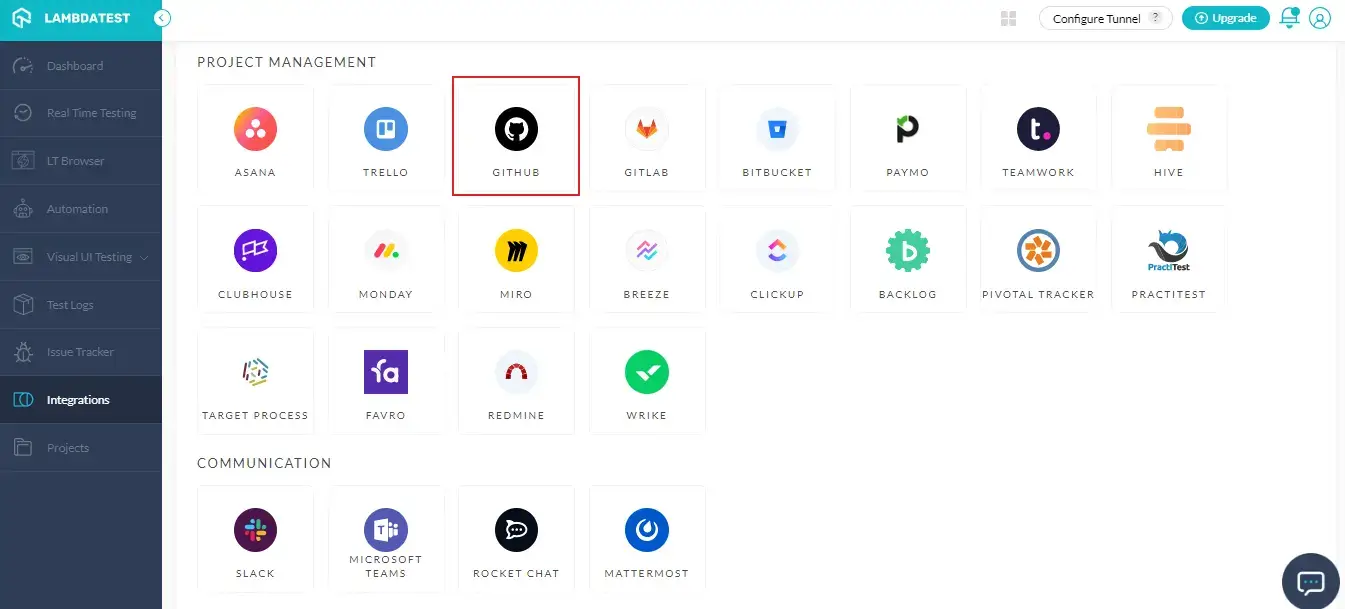 LAMBDATEST
Configure Tunnel ?
Upgrade
Dashboard
Real Time Testing
LT Browser
Automation
Visual UI Testing
Test Logs
Issue Tracker
Integrations
Projects
PROJECT MANAGEMENT
ASANA
TRELLO
GITHUB
GITLAB
BITBUCKET
PAYMO
TEAMWORK
HIVE
CLUBHOUSE
MONDAY
MIRO
BREEZE
CLICKUP
BACKLOG
PIVOTAL TRACKER
PractiTest
PRACTITEST
TARGET PROCESS
FAVRO
REDMINE
WRIKE
COMMUNICATION
SLACK
MICROSOFT
TEAMS
ROCKET CHAT
MATTERMOST